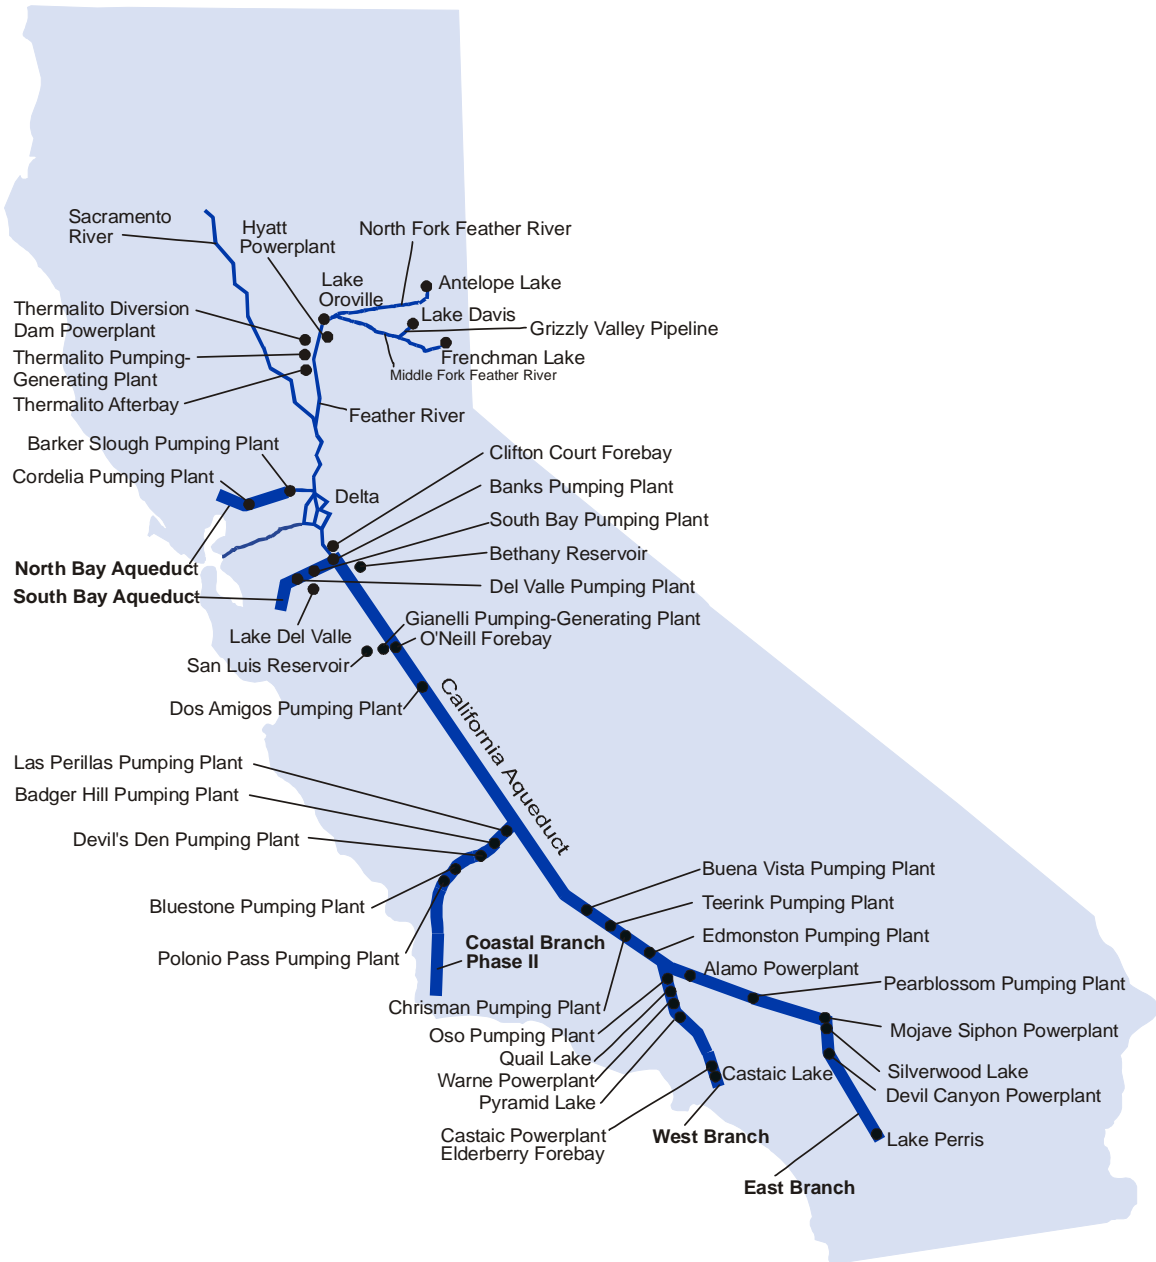 Sacramento
River
Hyatt
Powerplant
North Fork Feather River
Lake
Oroville
Antelope Lake
Lake Davis
Grizzly Valley Pipeline
Frenchman Lake
Middle Fork Feather River
Thermalito Diversion
Dam Powerplant
Thermalito Pumping-
Generating Plant
Thermalito Afterbay
Feather River
Barker Slough Pumping Plant
Cordelia Pumping Plant
Delta
Clifton Court Forebay
Banks Pumping Plant
South Bay Pumping Plant
Bethany Reservoir
Del Valle Pumping Plant
North Bay Aqueduct
South Bay Aqueduct
Lake Del Valle
Gianelli Pumping-Generating Plant
O'Neill Forebay
San Luis Reservoir
Dos Amigos Pumping Plant
California Aqueduct
Las Perillas Pumping Plant
Badger Hill Pumping Plant
Devil's Den Pumping Plant
Bluestone Pumping Plant
Polonio Pass Pumping Plant
Coastal Branch
Phase II
Buena Vista Pumping Plant
Teerink Pumping Plant
Edmonston Pumping Plant
Alamo Powerplant
Pearblossom Pumping Plant
Chrisman Pumping Plant
Oso Pumping Plant
Quail Lake
Warne Powerplant
Pyramid Lake
Mojave Siphon Powerplant
Silverwood Lake
Devil Canyon Powerplant
Castaic Lake
Castaic Powerplant
Elderberry Forebay
West Branch
Lake Perris
East Branch